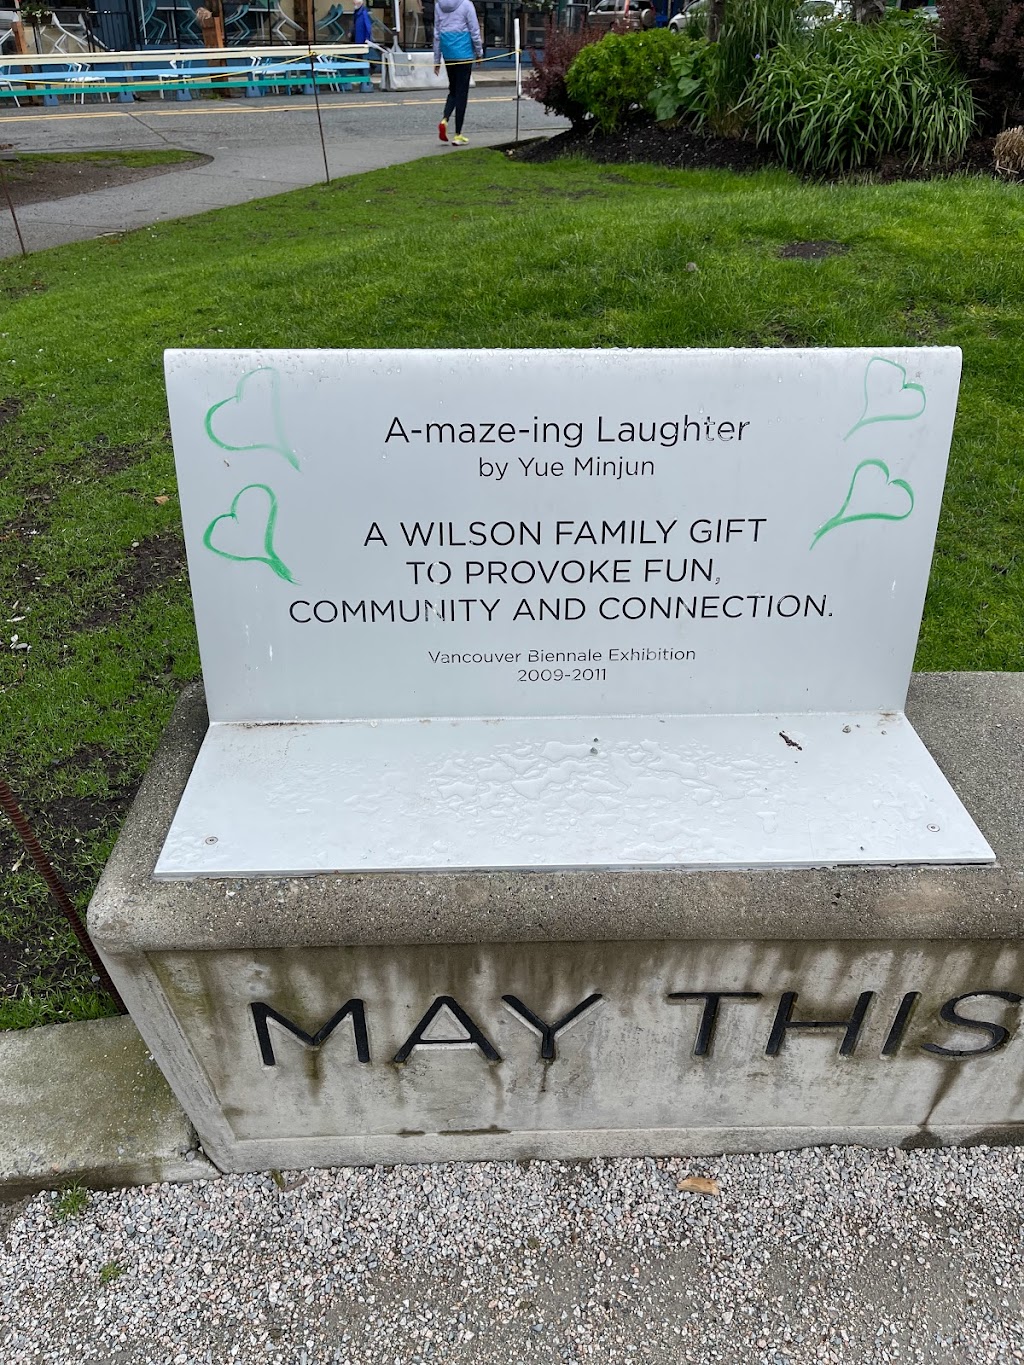 A-maze-ing Laughter
by Yue Minjun
A WILSON FAMILY GIFT
TO PROVOKE FUN,
COMMUNITY AND CONNECTION.
Vancouver Biennale Exhibition
2009-2011
MAY THIS